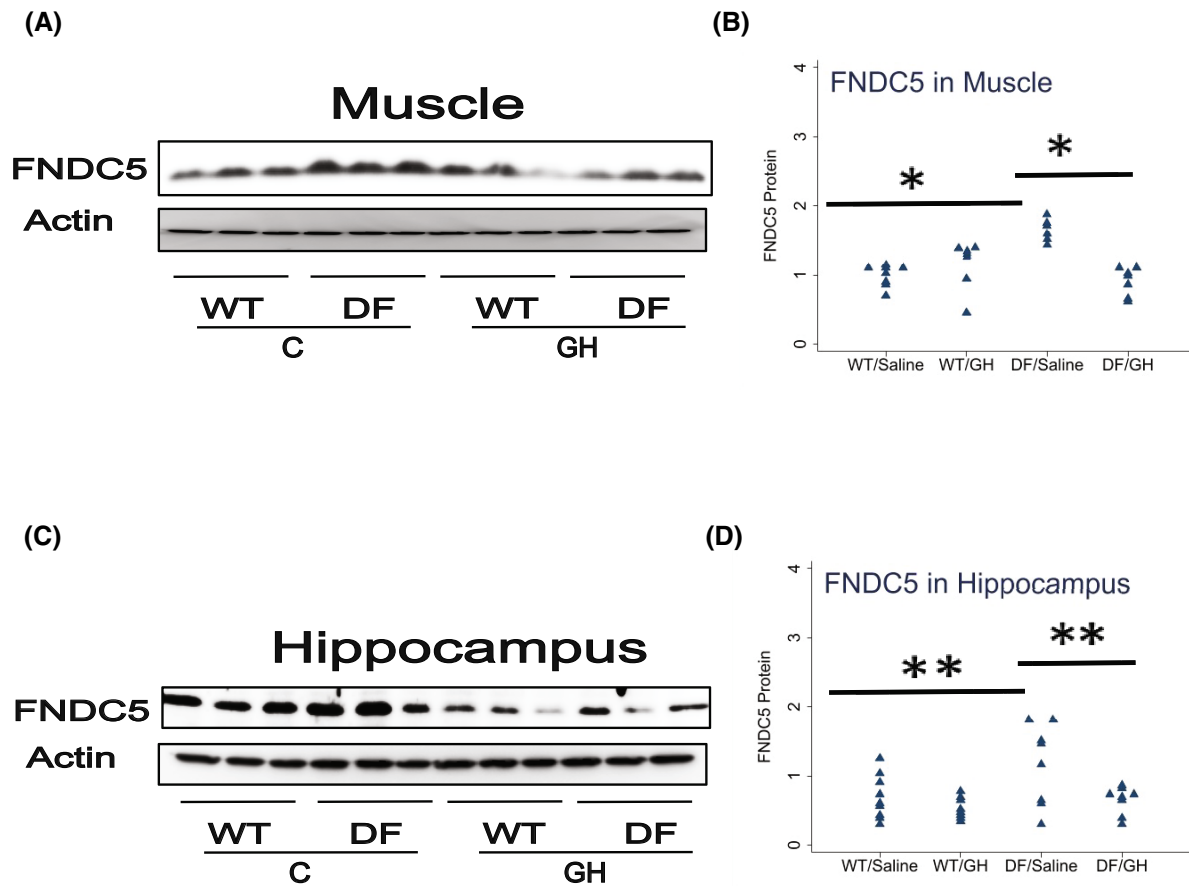 (A)
Muscle
FNDC5
Actin
WT DF WT DF
C GH
(B)
FNDC5 in Muscle
*
*
FNDC5 Protein
4
3
2
1
0
WT/Saline WT/GH DF/Saline DF/GH
(C)
Hippocampus
FNDC5
Actin
WT DF WT DF
C GH
(D)
FNDC5 in Hippocampus
**
**
FNDC5 Protein
4
3
2
1
0
WT/Saline WT/GH DF/Saline DF/GH